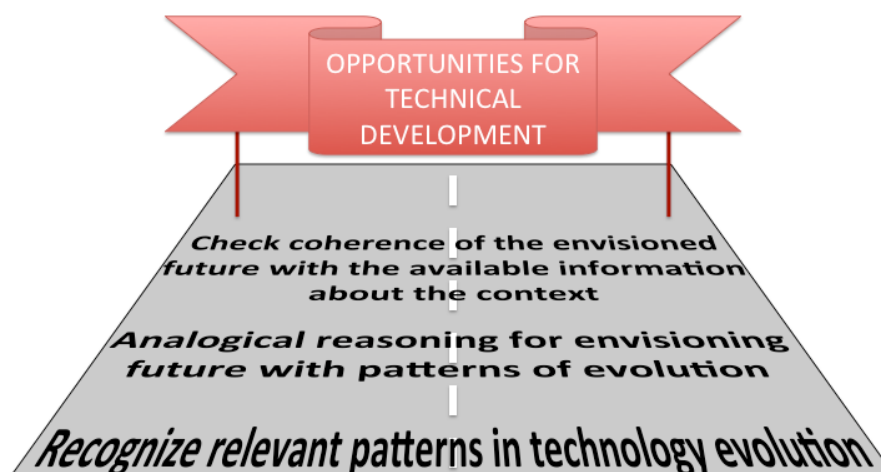 OPPORTUNITIES FOR
TECHNICAL
DEVELOPMENT
Check coherence of the envisioned
future with the available information
about the context
Analogical reasoning for envisioning
future with patterns of evolution
Recognize relevant patterns in technology evolution